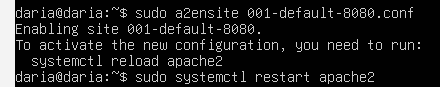 daria@daria:~$ sudo a2ensite 001-default-8080.conf
Enabling site 001-default-8080.
To activate the new configuration, you need to run:
  systemctl reload apache2
daria@daria:~$ sudo systemctl restart apache2